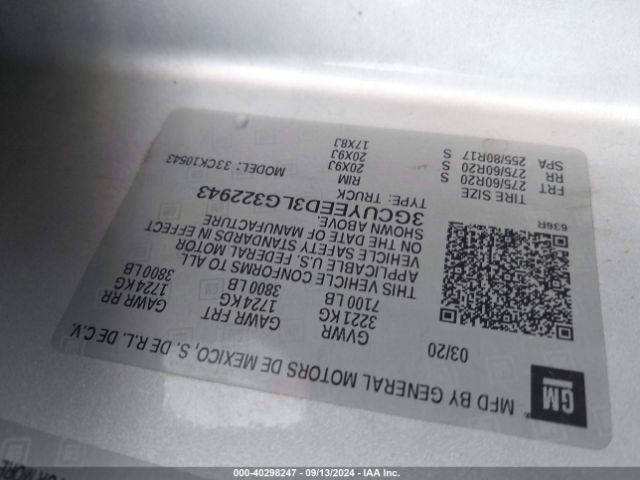 GM MFD BY GENERAL MOTORS DE MEXICO, S. DE R.L. DE C.V.
03/20
GVWR
3221 KG
7100 LB
GAWR FRT
1724 KG
3800 LB
GAWR RR
1724 KG
3800 LB
THIS VEHICLE CONFORMS TO ALL
APPLICABLE U.S. FEDERAL MOTOR
VEHICLE SAFETY STANDARDS IN EFFECT
ON THE DATE OF MANUFACTURE
SHOWN ABOVE.
3GCUYEED3LG322943
TYPE: TRUCK
MODEL: 33CK10543
636R
TIRE SIZE
RIM
FRT 275/60R20 S 20X9J
RR 275/60R20 S 20X9J
SPA 255/80R17 S 17X8J
MORE
000-40298247 - 09/13/2024 - IAA Inc.